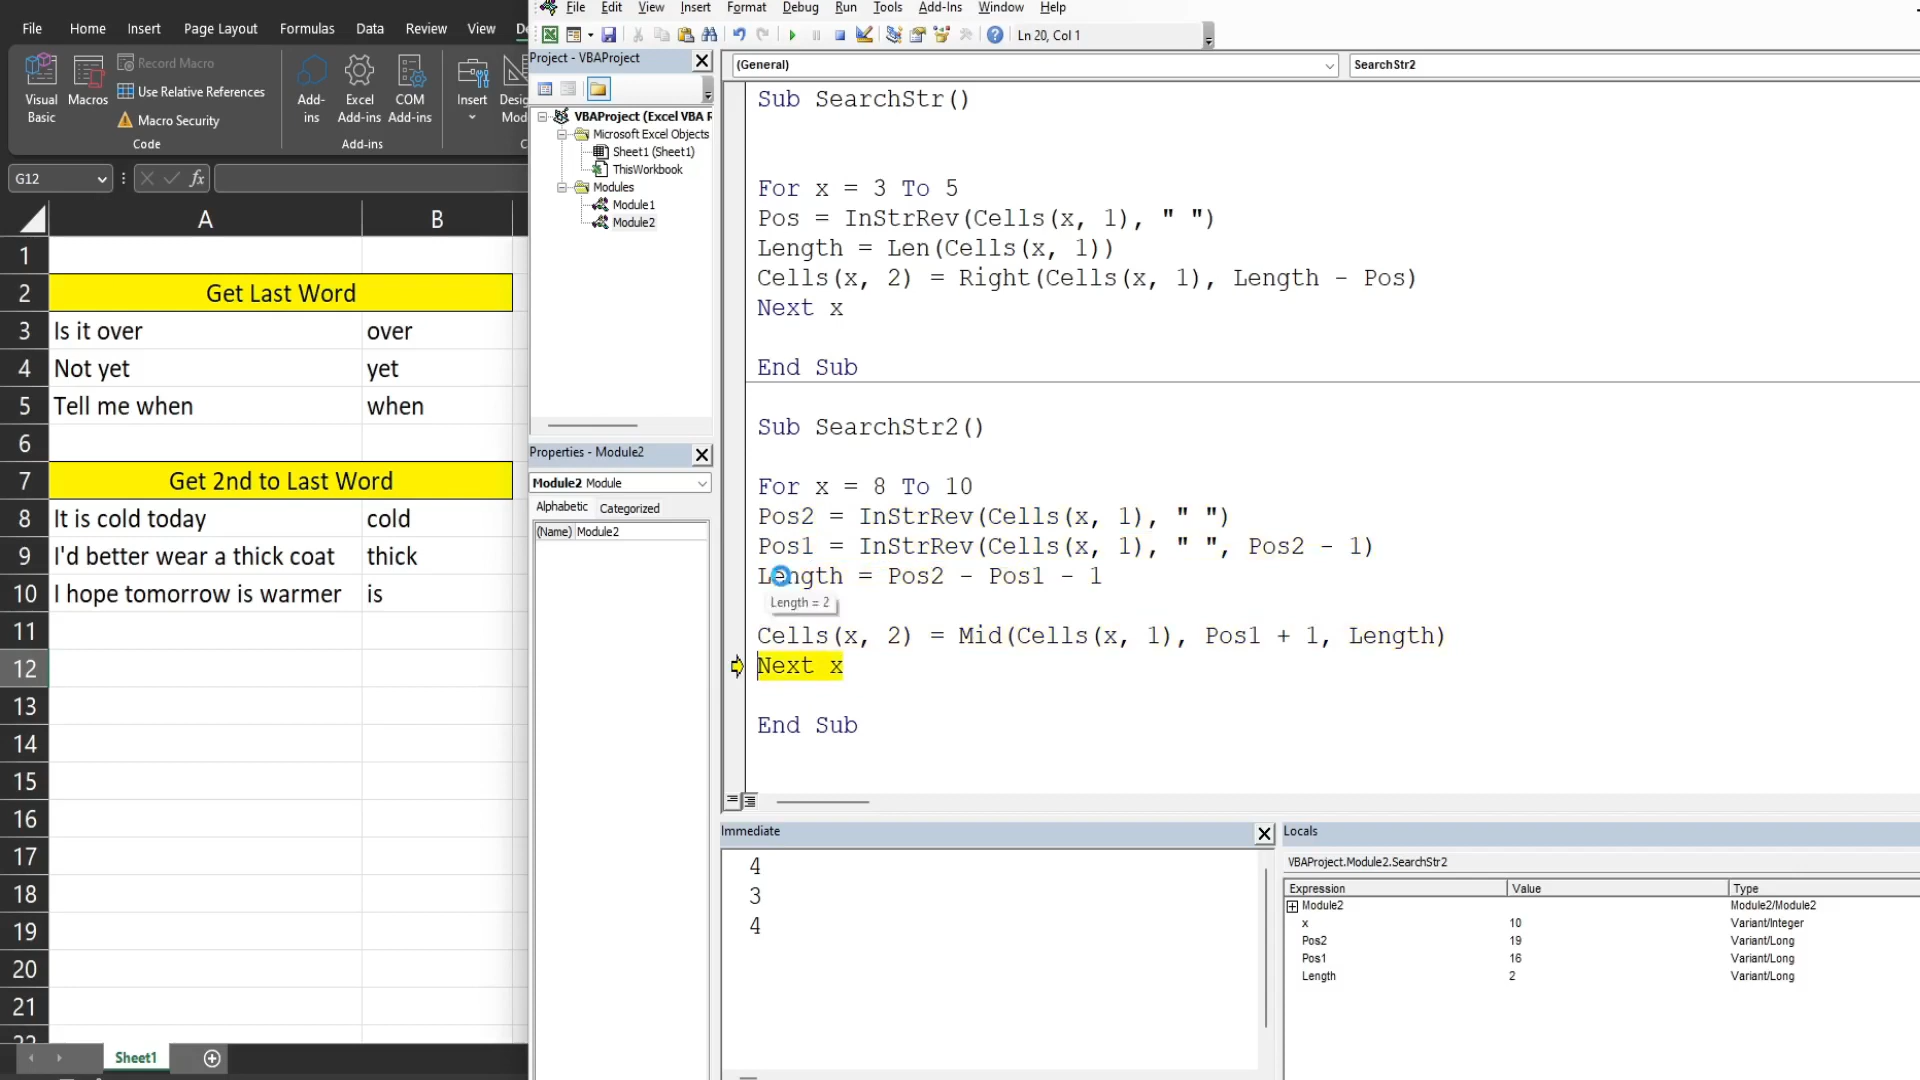 File Home Insert Page Layout Formulas Data Review View
Visual Basic
Macros
Record Macro
Use Relative References
Macro Security
Code
Add-ins
Excel Add-ins
COM Add-ins
Add-ins
Insert
G12
fx
A B
1
2 Get Last Word
3 Is it over over
4 Not yet yet
5 Tell me when when
6
7 Get 2nd to Last Word
8 It is cold today cold
9 I'd better wear a thick coat thick
10 I hope tomorrow is warmer is
11
12
13
14
15
16
17
18
19
20
21
22
Sheet1
File Edit View Insert Format Debug Run Tools Add-Ins Window Help
Ln 20, Col 1
Project - VBAProject
VBAProject (Excel VBA
Microsoft Excel Objects
Sheet1 (Sheet1)
ThisWorkbook
Modules
Module1
Module2
Properties - Module2
Module2 Module
Alphabetic Categorized
(Name) Module2
(General) SearchStr2
Sub SearchStr()
For x = 3 To 5
Pos = InStrRev(Cells(x, 1), " ")
Length = Len(Cells(x, 1))
Cells(x, 2) = Right(Cells(x, 1), Length - Pos)
Next x
End Sub
Sub SearchStr2()
For x = 8 To 10
Pos2 = InStrRev(Cells(x, 1), " ")
Pos1 = InStrRev(Cells(x, 1), " ", Pos2 - 1)
Length = Pos2 - Pos1 - 1
Length = 2
Cells(x, 2) = Mid(Cells(x, 1), Pos1 + 1, Length)
Next x
End Sub
Immediate
4
3
4
Locals
VBAProject.Module2.SearchStr2
Expression Value Type
Module2 Module2/Module2
x 10 Variant/Integer
Pos2 19 Variant/Long
Pos1 16 Variant/Long
Length 2 Variant/Long